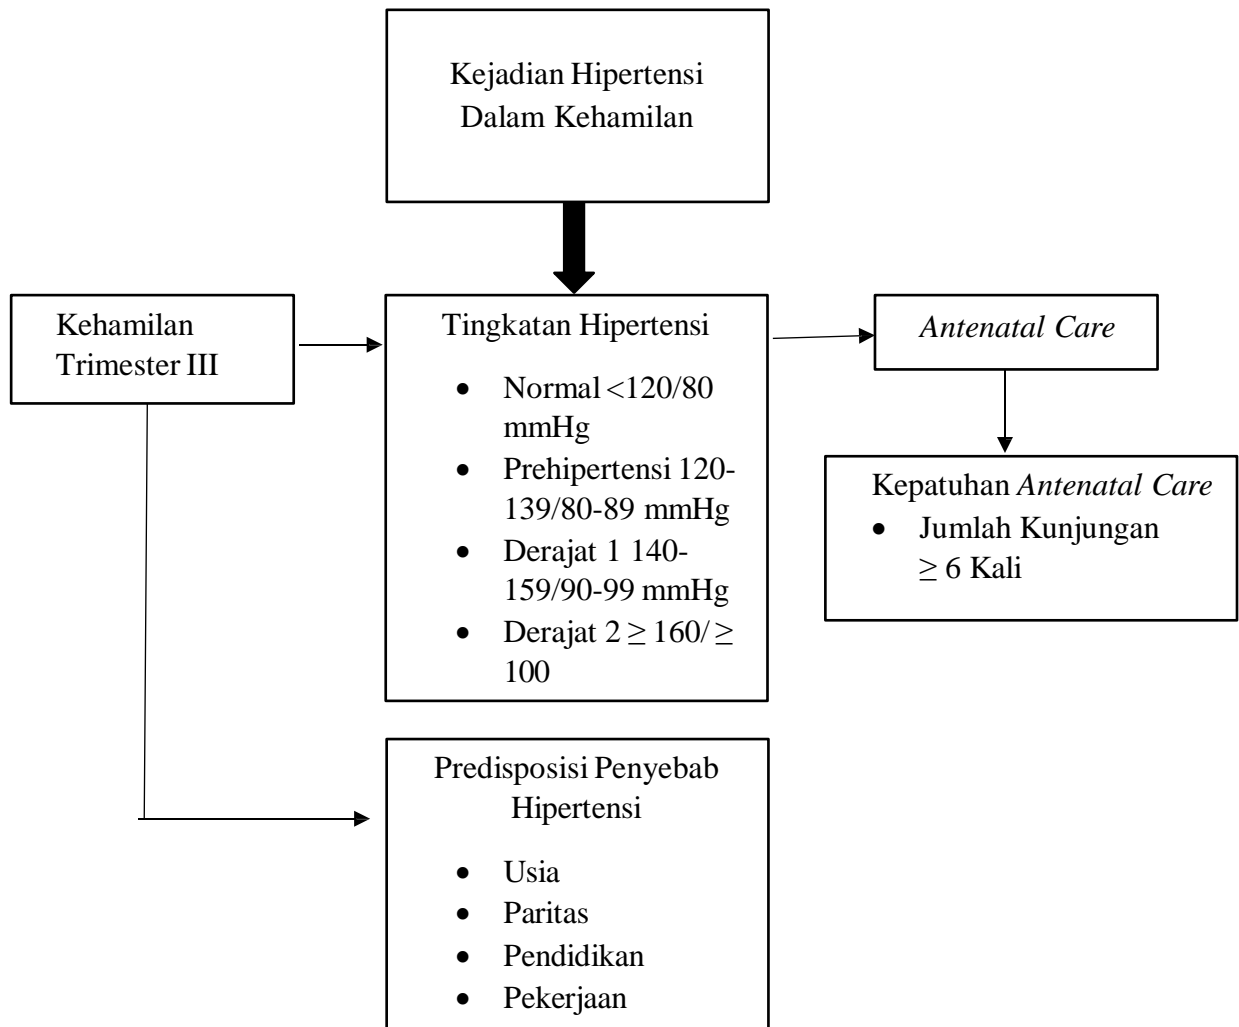 Kejadian Hipertensi
Dalam Kehamilan
Kehamilan
Trimester III
Tingkatan Hipertensi
• Normal <120/80
mmHg
• Prehipertensi 120-
139/80-89 mmHg
• Derajat 1 140-
159/90-99 mmHg
• Derajat 2 ≥ 160/ ≥
100
Antenatal Care
Kepatuhan Antenatal Care
• Jumlah Kunjungan
≥ 6 Kali
Predisposisi Penyebab
Hipertensi
• Usia
• Paritas
• Pendidikan
• Pekerjaan